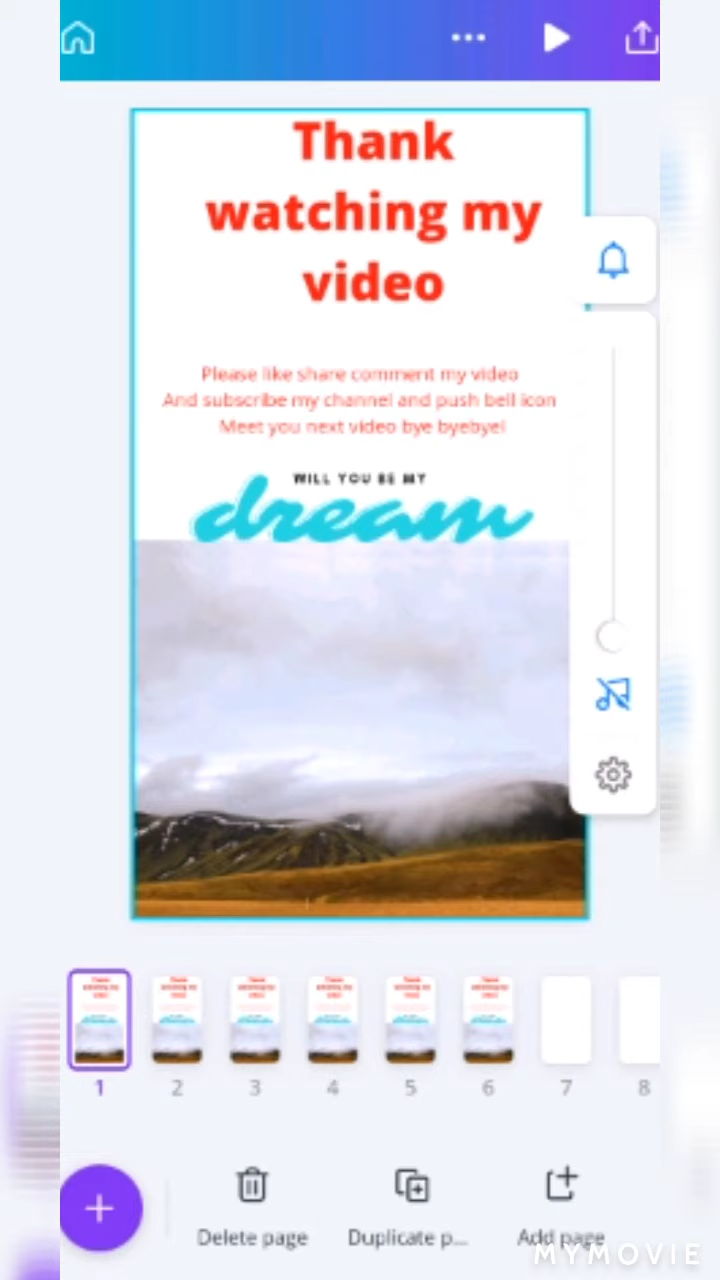 Thank
watching my
video
Please like share comment my video
And subscribe my channel and push bell icon
Meet you next video bye byebye!
WILL YOU BE MY
dream
1 2 3 4 5 6 7 8
Delete page Duplicate p... Add page
MYMOVIE